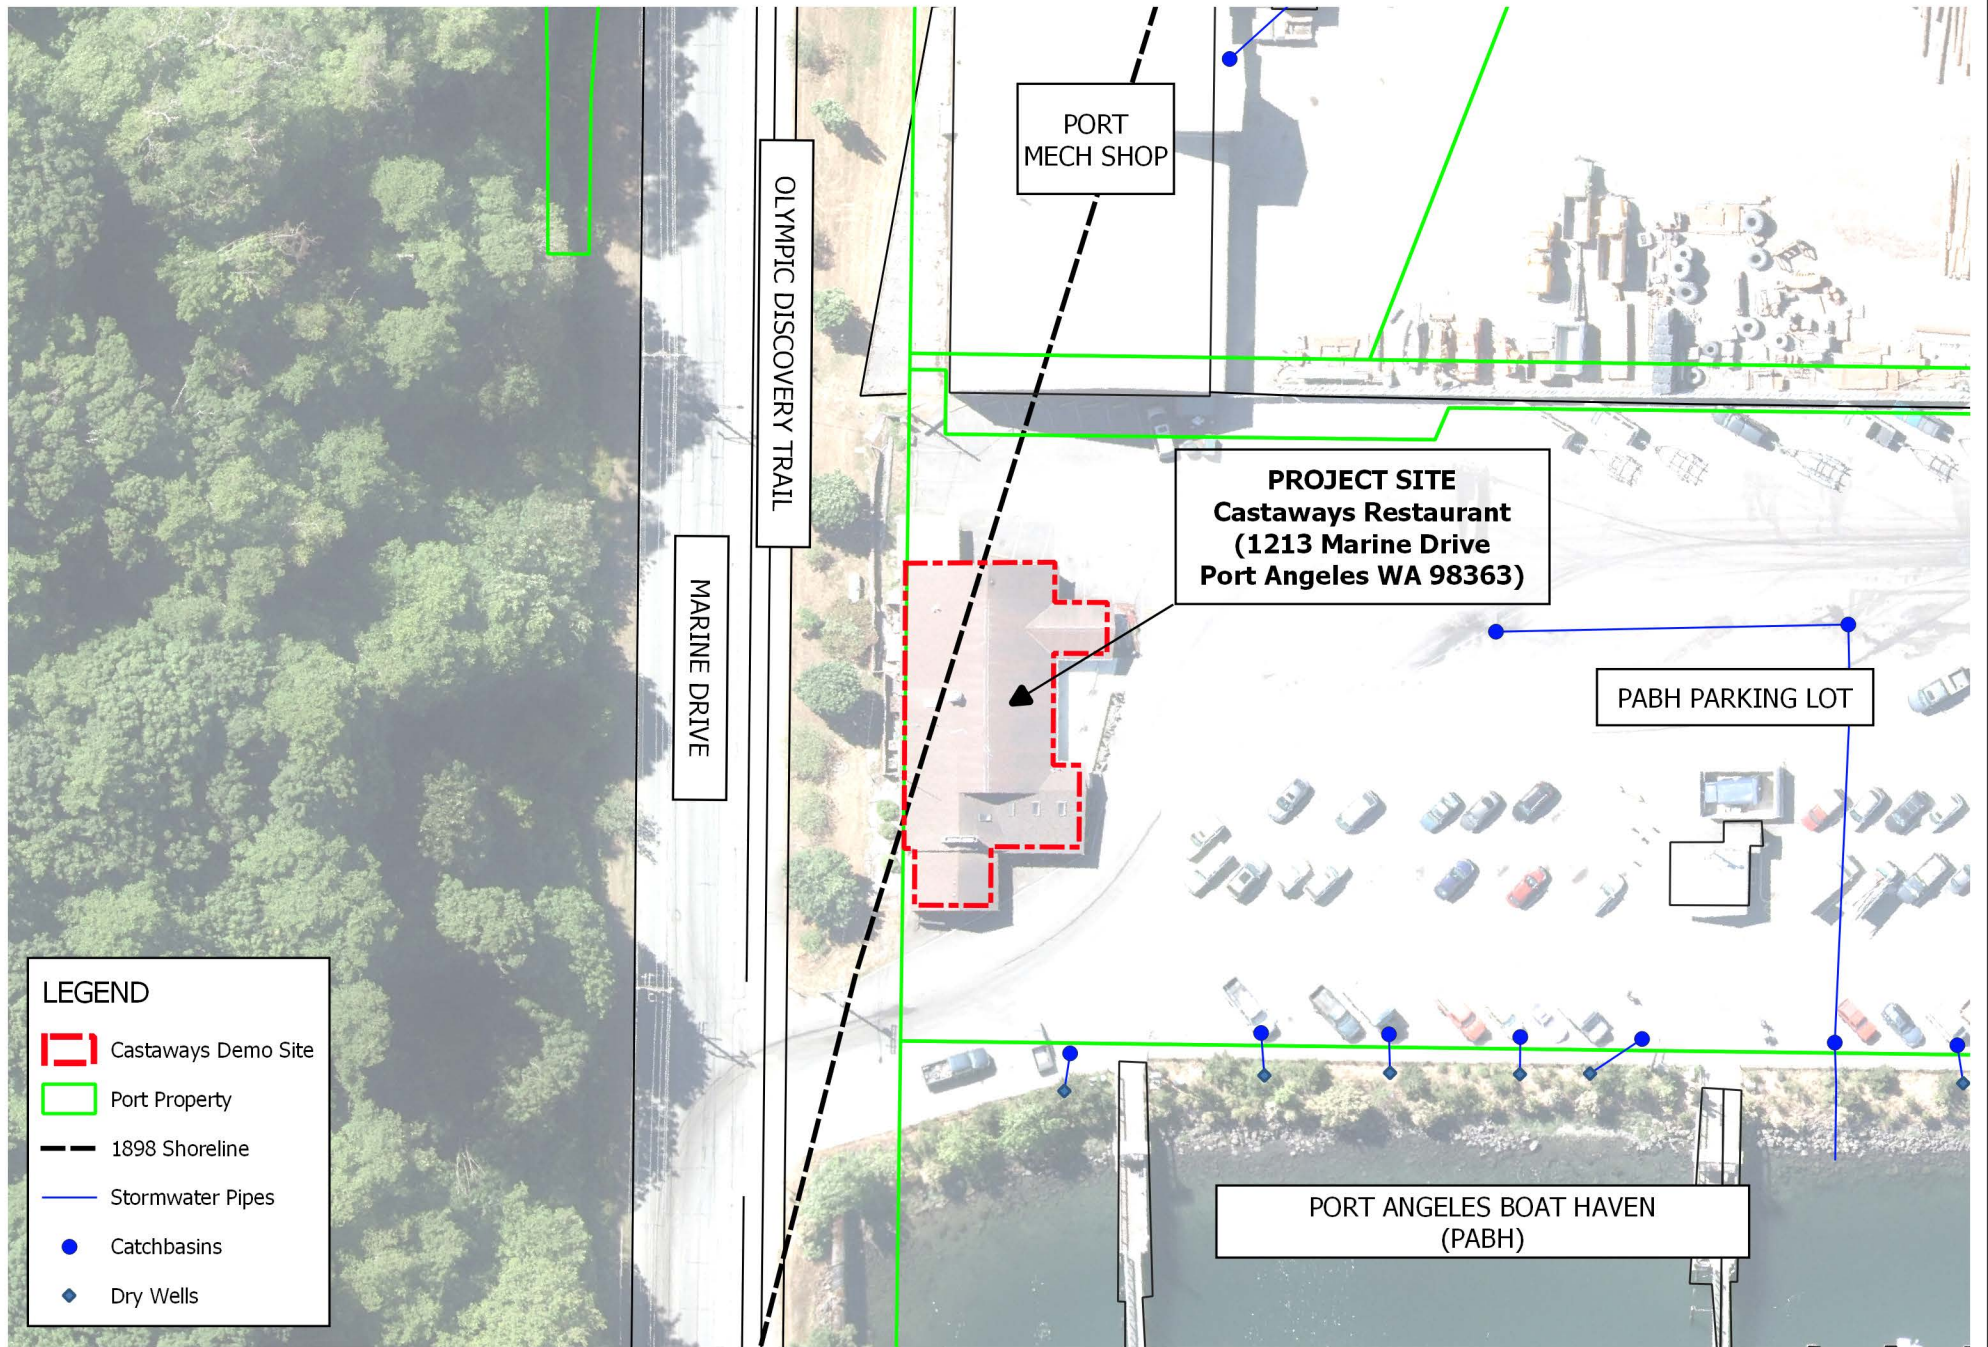 PORT
MECH SHOP
OLYMPIC DISCOVERY TRAIL
PROJECT SITE
Castaways Restaurant
(1213 Marine Drive
Port Angeles WA 98363)
MARINE DRIVE
PABH PARKING LOT
LEGEND
Castaways Demo Site
Port Property
1898 Shoreline
Stormwater Pipes
Catchbasins
Dry Wells
PORT ANGELES BOAT HAVEN
(PABH)